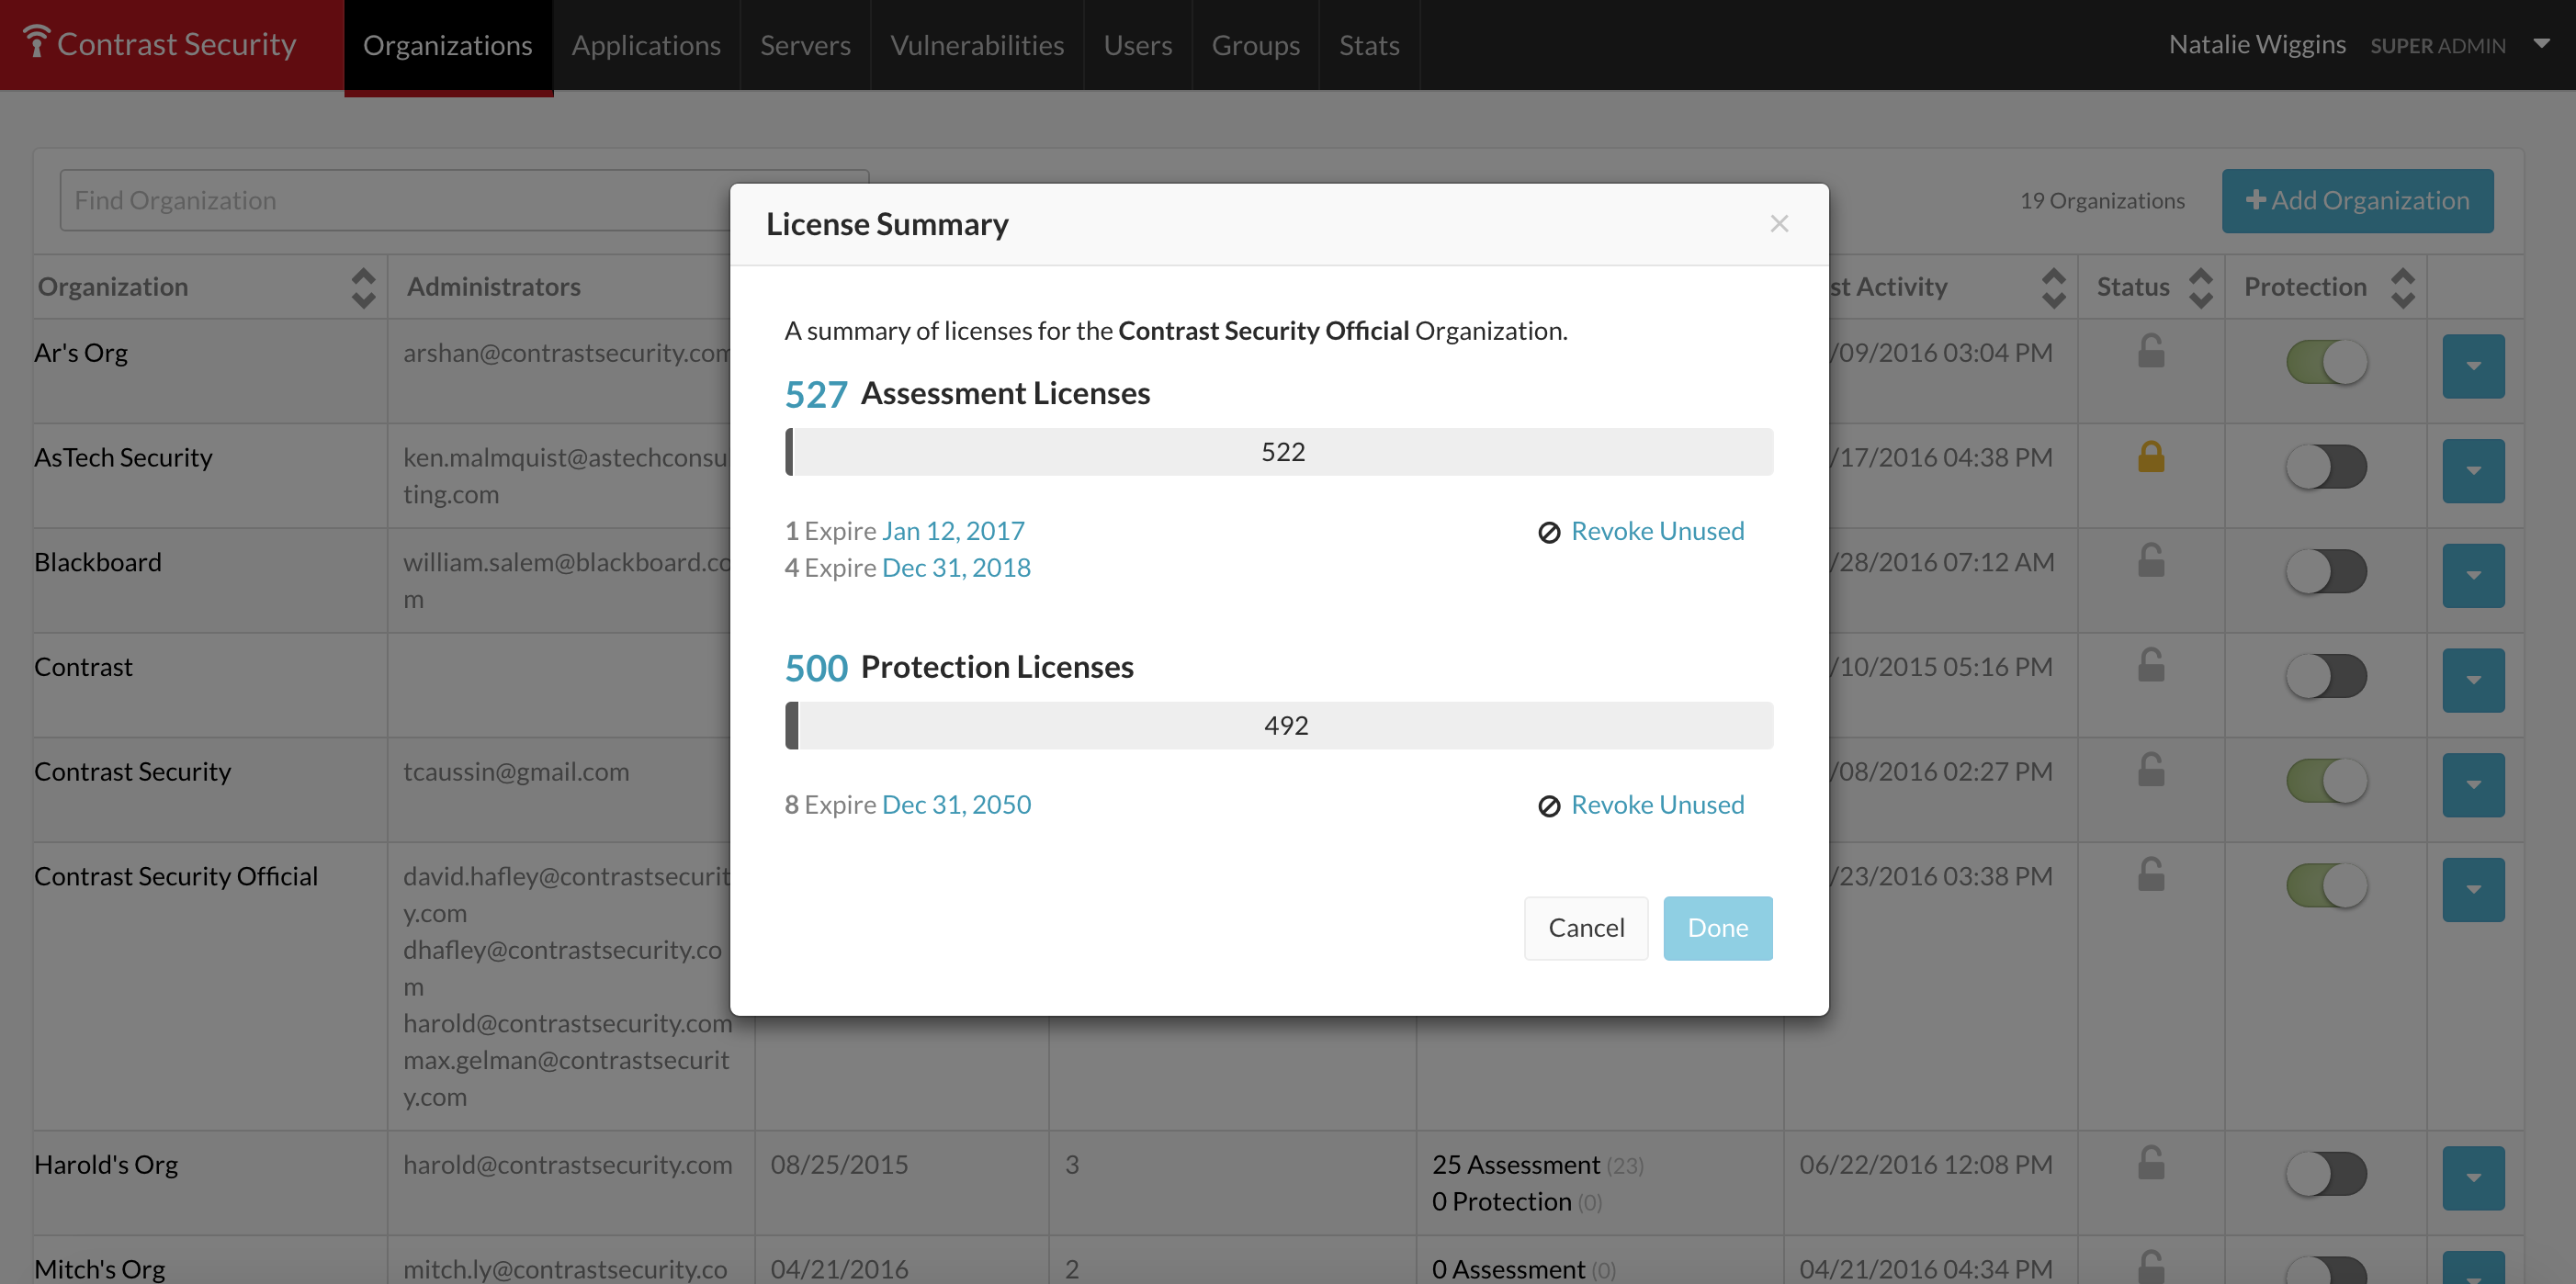 Contrast Security
Organizations
Applications
Servers
Vulnerabilities
Users
Groups
Stats
Natalie Wiggins SUPER ADMIN
Find Organization
19 Organizations
Add Organization
Organization
Administrators
st Activity
Status
Protection
Ar's Org
arshan@contrastsecurity.com
/09/2016 03:04 PM
AsTech Security
ken.malmquist@astechconsu
ting.com
/17/2016 04:38 PM
Blackboard
william.salem@blackboard.co
m
/28/2016 07:12 AM
Contrast
/10/2015 05:16 PM
Contrast Security
tcaussin@gmail.com
/08/2016 02:27 PM
Contrast Security Official
david.hafley@contrastsecurit
y.com
dhafley@contrastsecurity.co
m
harold@contrastsecurity.com
max.gelman@contrastsecurit
y.com
/23/2016 03:38 PM
Harold's Org
harold@contrastsecurity.com
08/25/2015
3
25 Assessment (23)
0 Protection (0)
06/22/2016 12:08 PM
Mitch's Org
mitch.ly@contrastsecurity.co
04/21/2016
2
0 Assessment (0)
04/21/2016 04:34 PM
License Summary
A summary of licenses for the Contrast Security Official Organization.
527 Assessment Licenses
522
1 Expire Jan 12, 2017
Revoke Unused
4 Expire Dec 31, 2018
500 Protection Licenses
492
8 Expire Dec 31, 2050
Revoke Unused
Cancel
Done